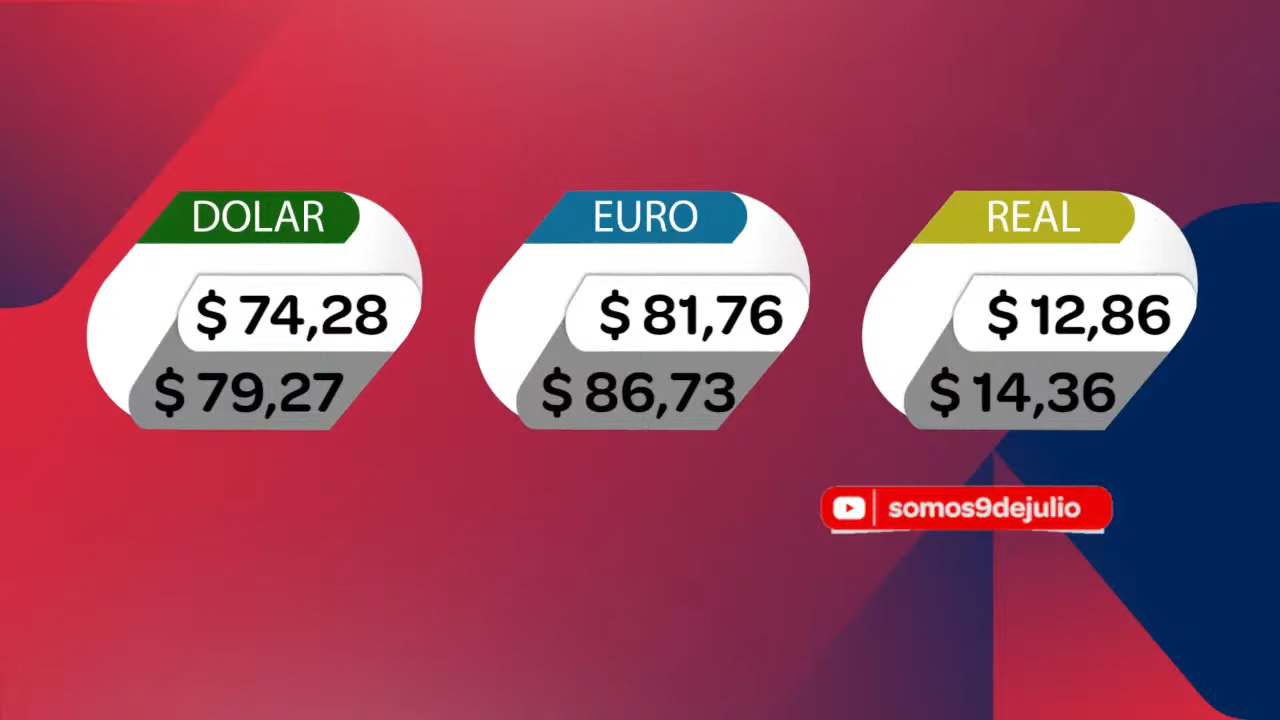 DOLAR
$ 74,28
$ 79,27
EURO
$ 81,76
$ 86,73
REAL
$ 12,86
$ 14,36
somos9dejulio